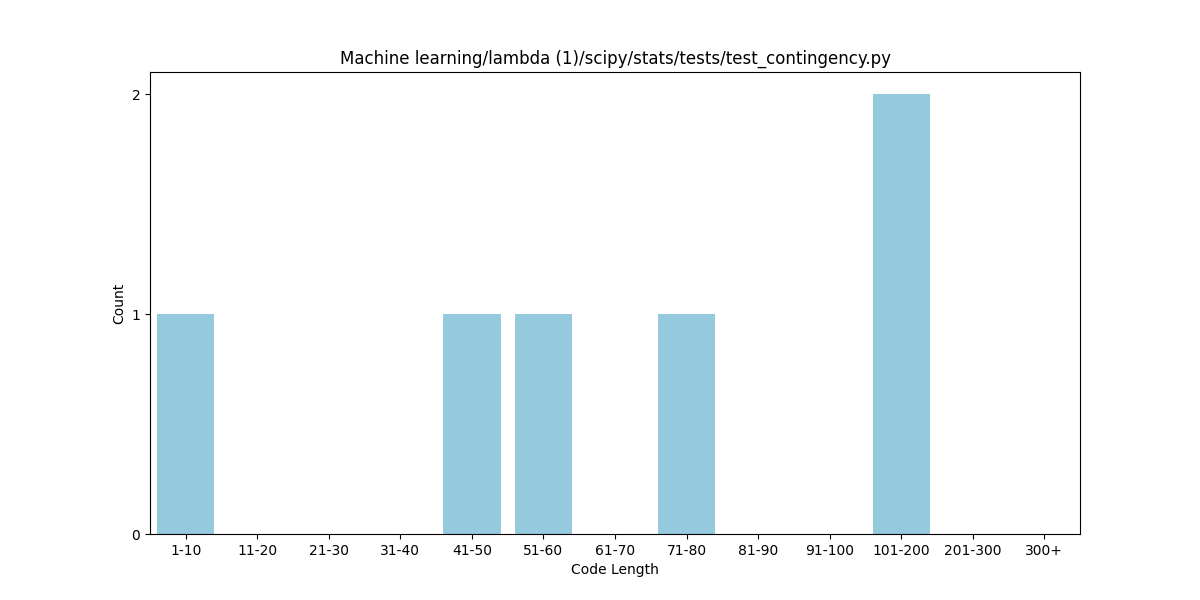 Machine learning/lambda (1)/scipy/stats/tests/test_contingency.py
Count
2
1
0
1-10 11-20 21-30 31-40 41-50 51-60 61-70 71-80 81-90 91-100 101-200 201-300 300+
Code Length